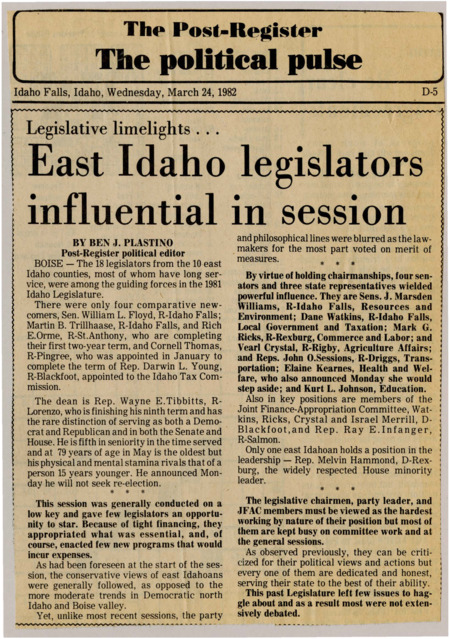 The Post-Register
The political pulse
Idaho Falls, Idaho, Wednesday, March 24, 1982 D-5
Legislative limelights . . .
East Idaho legislators
influential in session
BY BEN J. PLASTINO
Post-Register political editor
BOISE — The 18 legislators from the 10 east
Idaho counties, most of whom have long ser-
vice, were among the guiding forces in the 1981
Idaho Legislature.
There were only four comparative new-
comers, Sen. William L. Floyd, R-Idaho Falls;
Martin B. Trillhaase, R-Idaho Falls, and Rich
E.Orme, R-St.Anthony, who are completing
their first two-year term, and Cornell Thomas,
R-Pingree, who was appointed in January to
complete the term of Rep. Darwin L. Young,
R-Blackfoot, appointed to the Idaho Tax Com-
mission.
The dean is Rep. Wayne E.Tibbitts, R-
Lorenzo, who is finishing his ninth term and has
the rare distinction of serving as both a Demo-
crat and Republican and in both the Senate and
House. He is fifth in seniority in the time served
and at 79 years of age in May is the oldest but
his physical and mental stamina rivals that of a
person 15 years younger. He announced Mon-
day he will not seek re-election.
* * *
This session was generally conducted on a
low key and gave few legislators an opportun-
ity to star. Because of tight financing, they
appropriated what was essential, and, of
course, enacted few new programs that would
incur expenses.
As had been foreseen at the start of the ses-
sion, the conservative views of east Idahoans
were generally followed, as opposed to the
more moderate trends in Democratic north
Idaho and Boise valley.
Yet, unlike most recent sessions, the party
and philosophical lines were blurred as the law-
makers for the most part voted on merit of
measures.
* * *
By virtue of holding chairmanships, four sen-
ators and three state representatives wielded
powerful influence. They are Sens. J. Marsden
Williams, R-Idaho Falls, Resources and
Environment; Dane Watkins, R-Idaho Falls,
Local Government and Taxation; Mark G.
Ricks, R-Rexburg, Commerce and Labor; and
Yearl Crystal, R-Rigby, Agriculture Affairs;
and Reps. John O.Sessions, R-Driggs, Trans-
portation; Elaine Kearnes, Health and Wel-
fare, who also announced Monday she would
step aside; and Kurt L. Johnson, Education.
Also in key positions are members of the
Joint Finance-Appropriation Committee, Wat-
kins, Ricks, Crystal and Israel Merrill, D-
Blackfoot,and Rep. Ray E.Infanger,
R-Salmon.
Only one east Idahoan holds a position in the
leadership — Rep. Melvin Hammond, D-Rex-
burg, the widely respected House minority
leader.
* * *
The legislative chairmen, party leader, and
JFAC members must be viewed as the hardest
working by nature of their position but most of
them are kept busy on committee work and at
the general sessions.
As observed previously, they can be criti-
cized for their political views and actions but
every one of them are dedicated and honest,
serving their state to the best of their ability.
This past Legislature left few issues to hag-
gle about and as a result most were not exten-
sively debated.